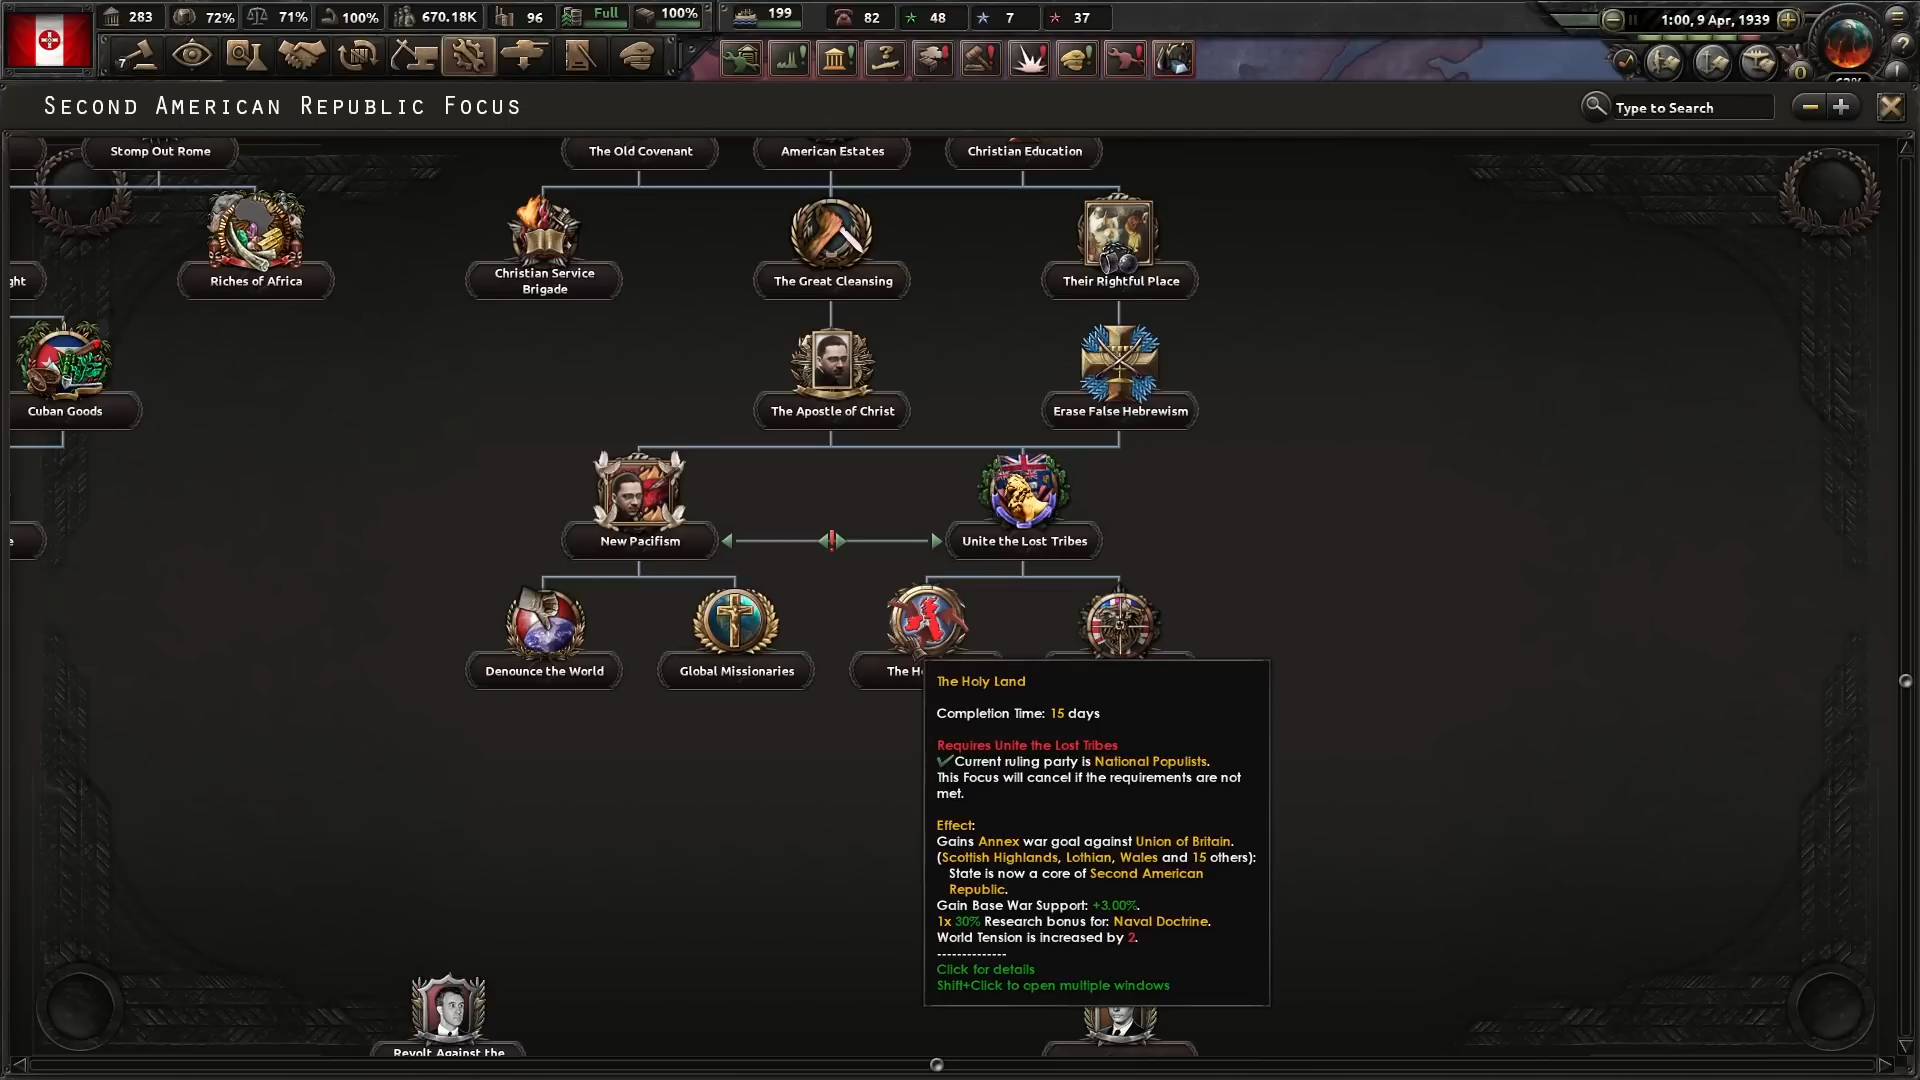 283
72%
71%
100%
670.18K
96
Full
100%
199
82
48
7
37
1:00, 9 Apr, 1939
7
0
Second American Republic Focus
Type to Search
Stomp Out Rome
The Old Covenant
American Estates
Christian Education
ght
Riches of Africa
Christian Service
Brigade
The Great Cleansing
Their Rightful Place
Cuban Goods
The Apostle of Christ
Erase False Hebrewism
e
New Pacifism
Unite the Lost Tribes
Denounce the World
Global Missionaries
The Ho
The Holy Land
Completion Time: 15 days
Requires Unite the Lost Tribes
Current ruling party is National Populists.
This Focus will cancel if the requirements are not
met.
Effect:
Gains Annex war goal against Union of Britain.
(Scottish Highlands, Lothian, Wales and 15 others):
State is now a core of Second American
Republic.
Gain Base War Support: +3.00%.
1x 30% Research bonus for: Naval Doctrine.
World Tension is increased by 2.
--------------
Click for details
Shift+Click to open multiple windows
Revolt Against the